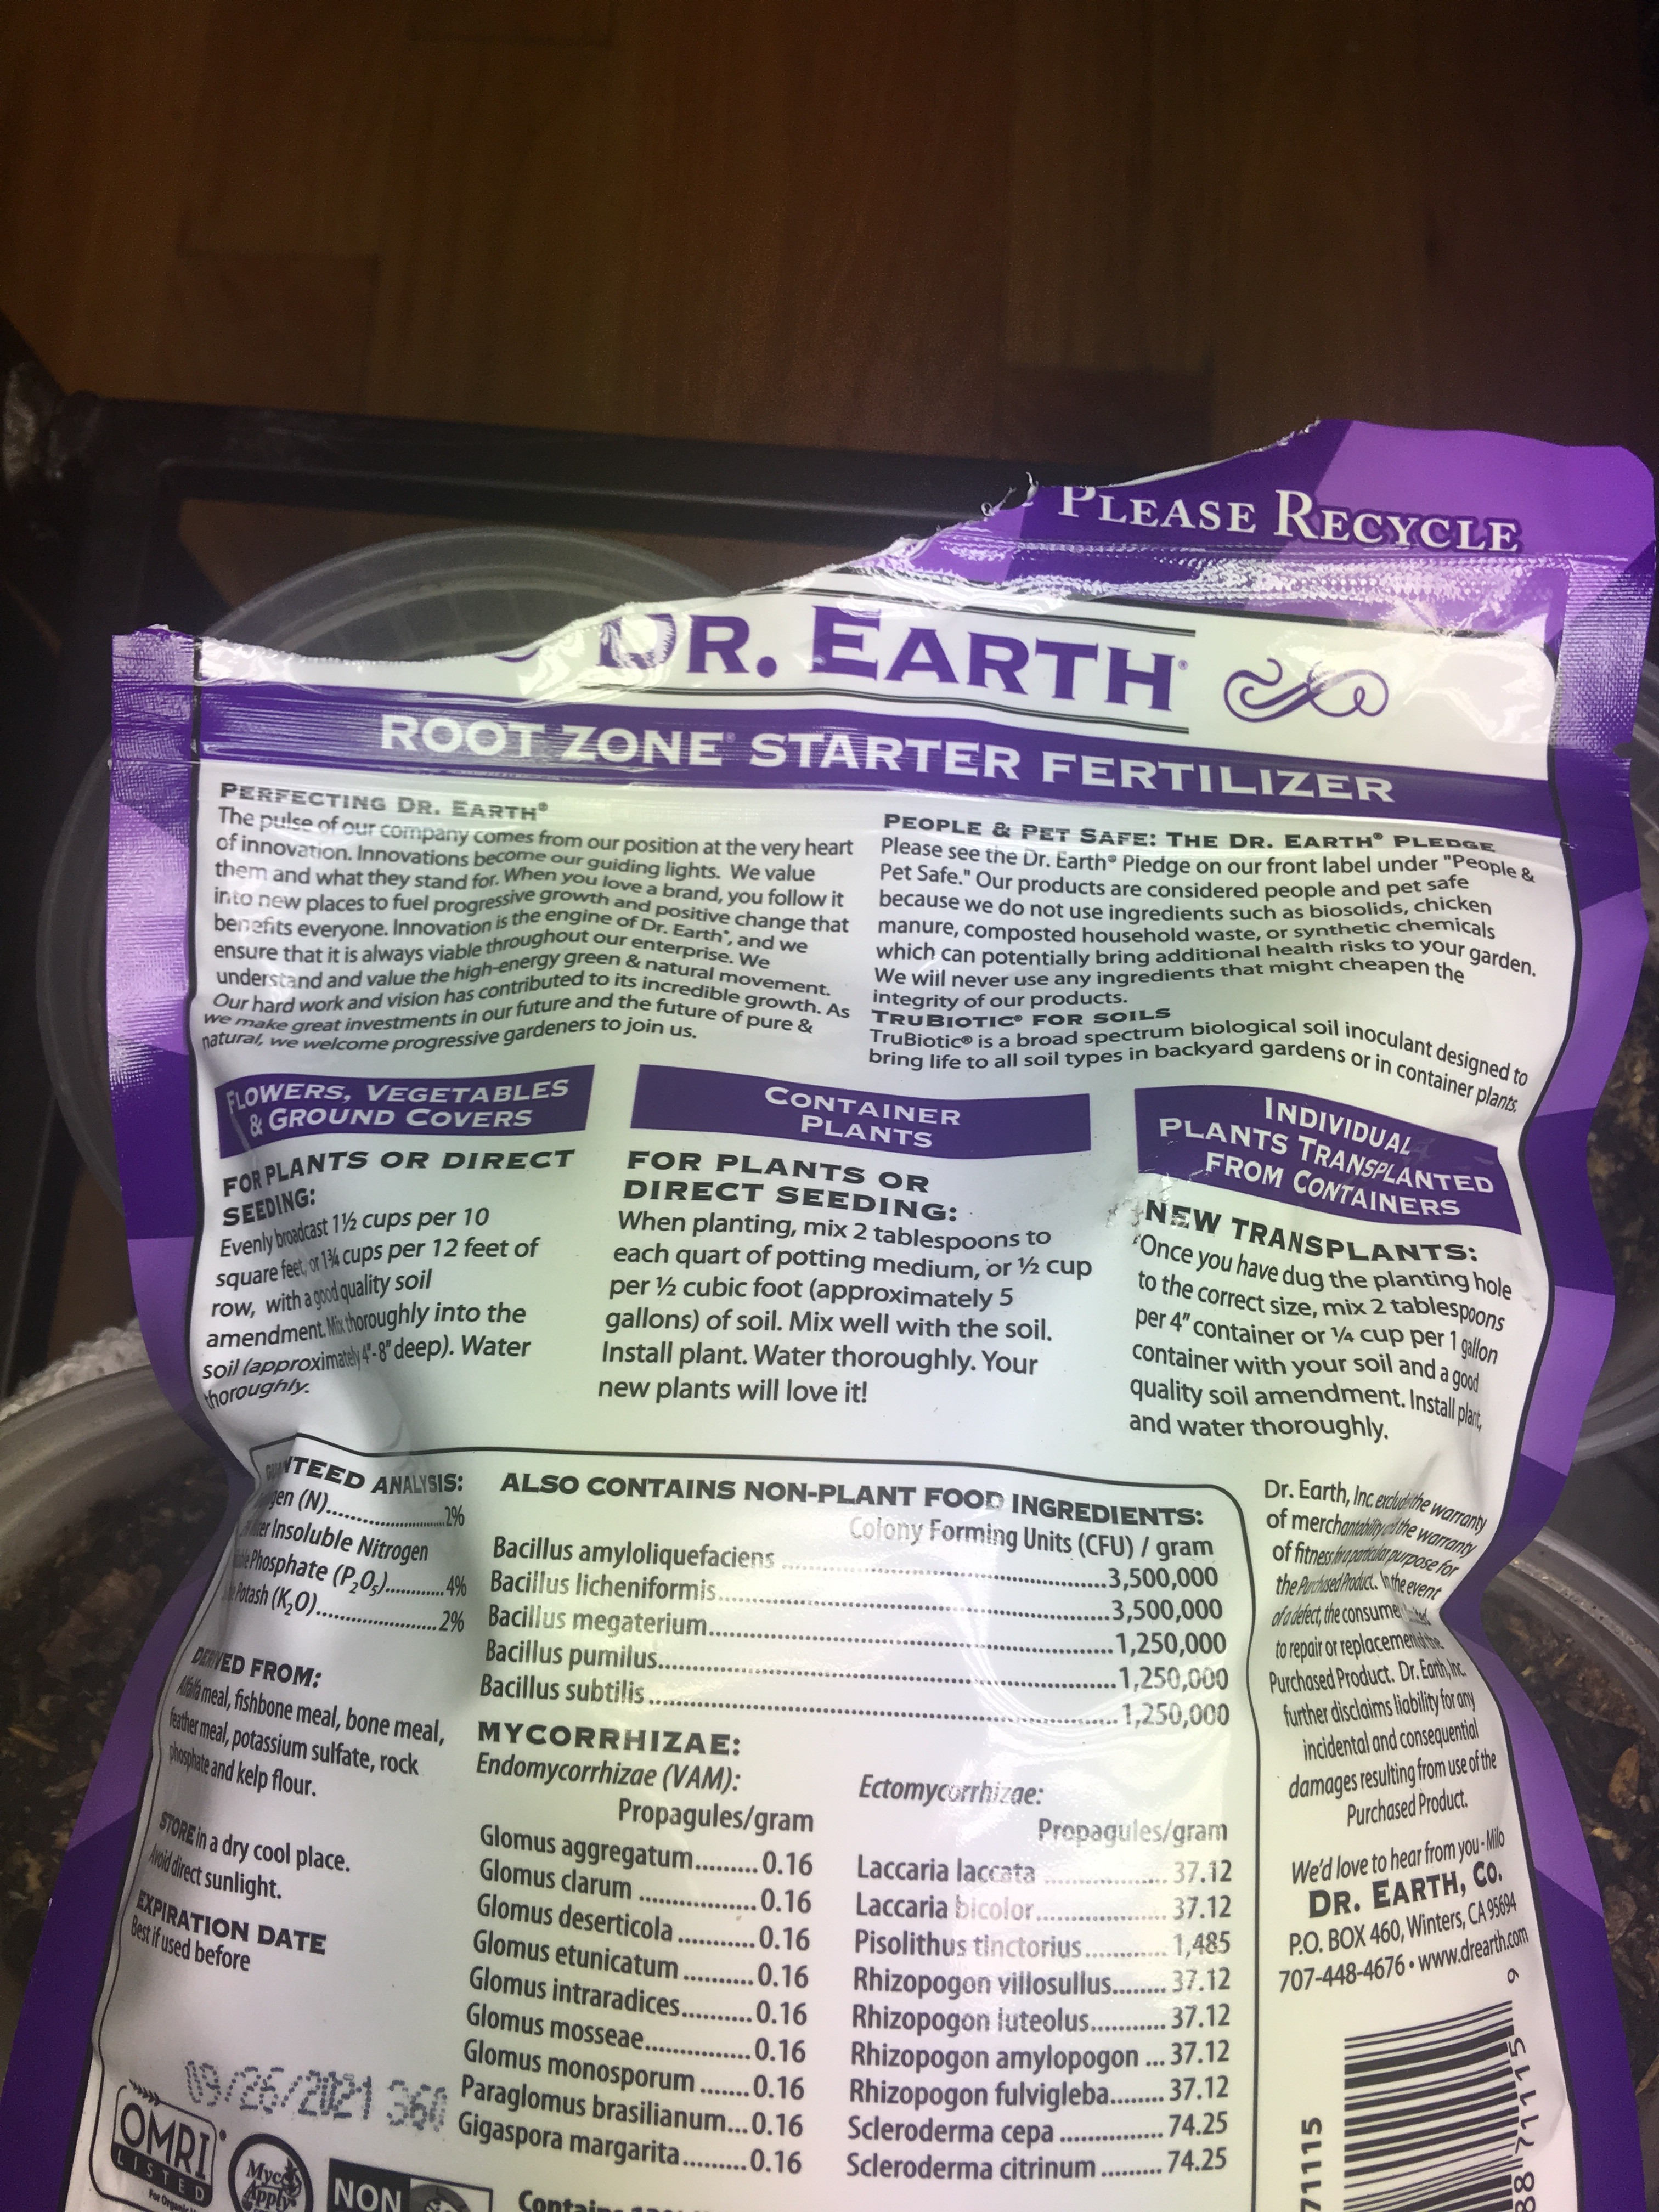 PLEASE RECYCLE
DR. EARTH®
ROOT ZONE® STARTER FERTILIZER
PERFECTING DR. EARTH®
The pulse of our company comes from our position at the very heart
of innovation. Innovations become our guiding lights. We value
them and what they stand for. When you love a brand, you follow it
into new places to fuel progressive growth and positive change that
benefits everyone. Innovation is the engine of Dr. Earth®, and we
ensure that it is always viable throughout our enterprise. We
understand and value the high-energy green & natural movement.
Our hard work and vision has contributed to its incredible growth. As
we make great investments in our future and the future of pure &
natural, we welcome progressive gardeners to join us.
PEOPLE & PET SAFE: THE DR. EARTH® PLEDGE
Please see the Dr. Earth® Pledge on our front label under "People &
Pet Safe." Our products are considered people and pet safe
because we do not use ingredients such as biosolids, chicken
manure, composted household waste, or synthetic chemicals
which can potentially bring additional health risks to your garden.
We will never use any ingredients that might cheapen the
integrity of our products.
TRUBIOTIC® FOR SOILS
TruBiotic® is a broad spectrum biological soil inoculant designed to
bring life to all soil types in backyard gardens or in container plants.
FLOWERS, VEGETABLES
& GROUND COVERS
FOR PLANTS OR DIRECT
SEEDING:
Evenly broadcast 1½ cups per 10
square feet, or 1¾ cups per 12 feet of
row, with a good quality soil
amendment. Mix thoroughly into the
soil (approximately 4"-8" deep). Water
thoroughly.
CONTAINER
PLANTS
FOR PLANTS OR
DIRECT SEEDING:
When planting, mix 2 tablespoons to
each quart of potting medium, or ½ cup
per ½ cubic foot (approximately 5
gallons) of soil. Mix well with the soil.
Install plant. Water thoroughly. Your
new plants will love it!
INDIVIDUAL
PLANTS TRANSPLANTED
FROM CONTAINERS
NEW TRANSPLANTS:
Once you have dug the planting hole
to the correct size, mix 2 tablespoons
per 4" container or ¼ cup per 1 gallon
container with your soil and a good
quality soil amendment. Install plant,
and water thoroughly.
ANALYSIS:
(N)..........2%
Insoluble Nitrogen
Phosphate (P₂O₅)..........4%
Potash (K₂O)..........2%
DERIVED FROM:
Alfalfa meal, fishbone meal, bone meal,
feather meal, potassium sulfate, rock
phosphate and kelp flour.
STORE in a dry cool place.
Avoid direct sunlight.
EXPIRATION DATE
Best if used before
09/26/2021
OMRI®
LISTED
For Organic
Myco
Apply®
NON
ALSO CONTAINS NON-PLANT FOOD INGREDIENTS:
Colony Forming Units (CFU) / gram
Bacillus amyloliquefaciens..........3,500,000
Bacillus licheniformis..........3,500,000
Bacillus megaterium..........1,250,000
Bacillus pumilus..........1,250,000
Bacillus subtilis..........1,250,000
MYCORRHIZAE:
Endomycorrhizae (VAM):
Propagules/gram
Glomus aggregatum..........0.16
Glomus clarum..........0.16
Glomus deserticola..........0.16
Glomus etunicatum..........0.16
Glomus intraradices..........0.16
Glomus mosseae..........0.16
Glomus monosporum..........0.16
Paraglomus brasilianum...0.16
Gigaspora margarita..........0.16
Ectomycorrhizae:
Propagules/gram
Laccaria laccata..........37.12
Laccaria bicolor..........37.12
Pisolithus tinctorius..........1,485
Rhizopogon villosullus..........37.12
Rhizopogon luteolus..........37.12
Rhizopogon amylopogon...37.12
Rhizopogon fulvigleba..........37.12
Scleroderma cepa..........74.25
Scleroderma citrinum..........74.25
Dr. Earth, Inc. the warranty
of merchantability and the warranty
of fitness for a particular purpose for
the Purchased Product. In the event
of a defect, the
to repair or replacement of the
Purchased Product. Dr. Earth, Inc.
further disclaims liability for any
incidental and consequential
damages resulting from use of the
Purchased Product.
We'd love to hear from you - Milo
DR. EARTH, CO.
P.O. BOX 460, Winters, CA 95694
707-448-4676 • www.drearth.com
9
71115